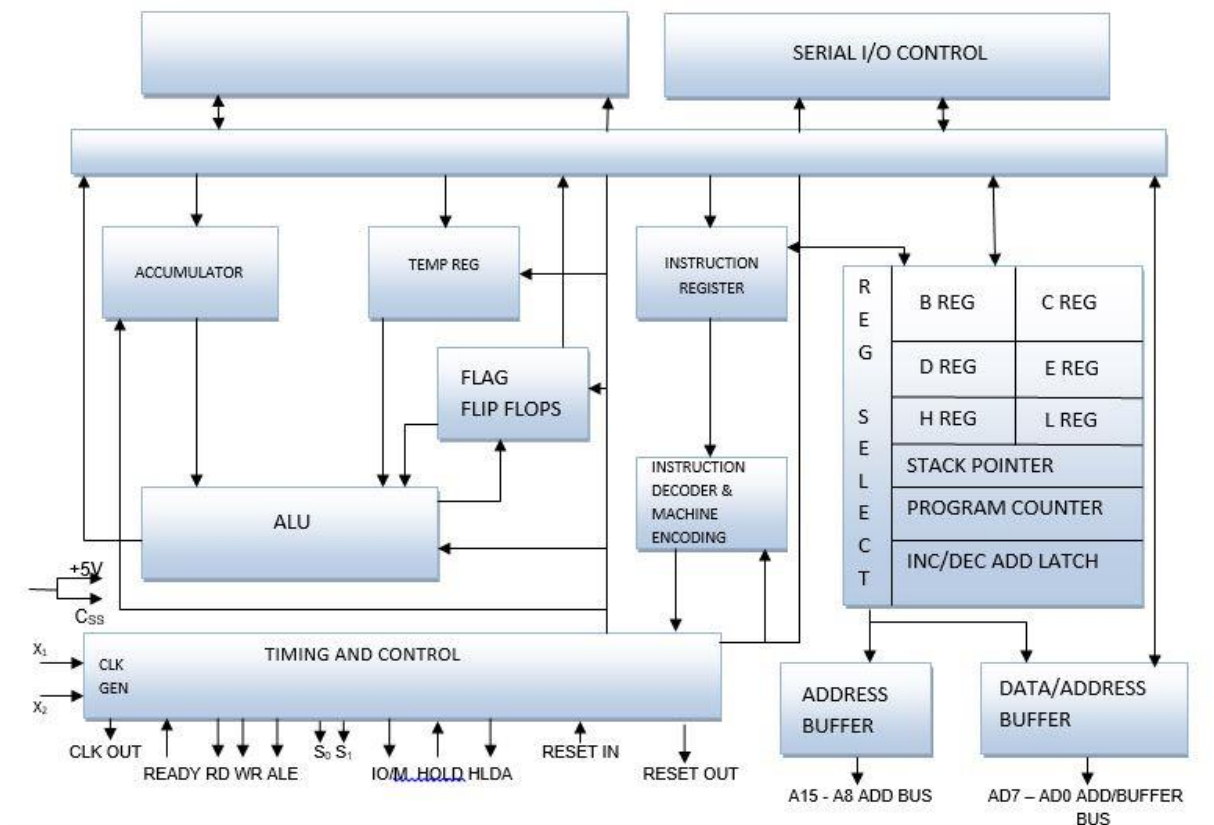 SERIAL I/O CONTROL
ACCUMULATOR
TEMP REG
INSTRUCTION
REGISTER
R
E
G
S
E
L
E
C
T
B REG
C REG
D REG
E REG
H REG
L REG
STACK POINTER
PROGRAM COUNTER
INC/DEC ADD LATCH
FLAG
FLIP FLOPS
INSTRUCTION
DECODER &
MACHINE
ENCODING
ALU
+5V
CSS
X1
X2
CLK
GEN
TIMING AND CONTROL
ADDRESS
BUFFER
DATA/ADDRESS
BUFFER
CLK OUT
READY RD WR ALE
S0 S1
IO/M HOLD HLDA
RESET IN
RESET OUT
A15 - A8 ADD BUS
AD7 – AD0 ADD/BUFFER
BUS